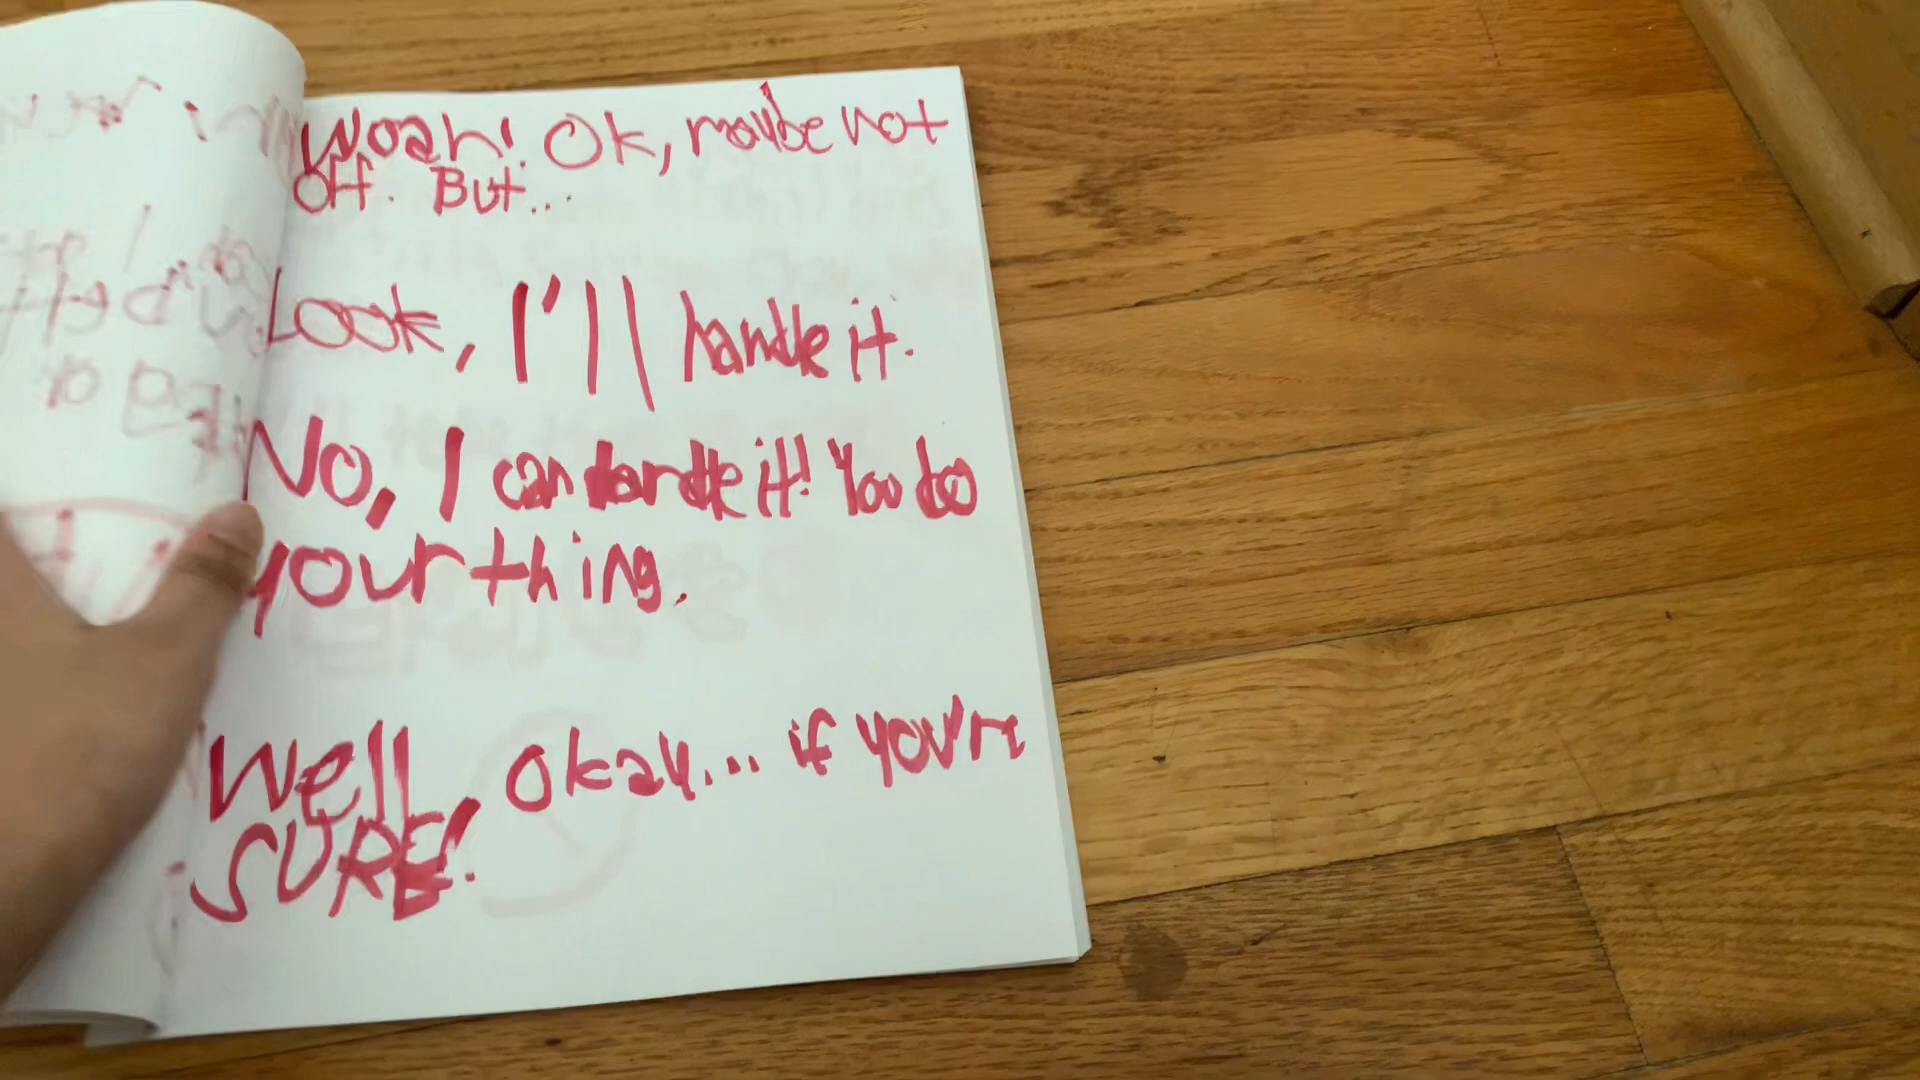 Woah! Ok, maybe not
Off. But...
Look, I'll handle it.
No, I can handle it! You do
your thing.
Well okay... if you're
SURE!